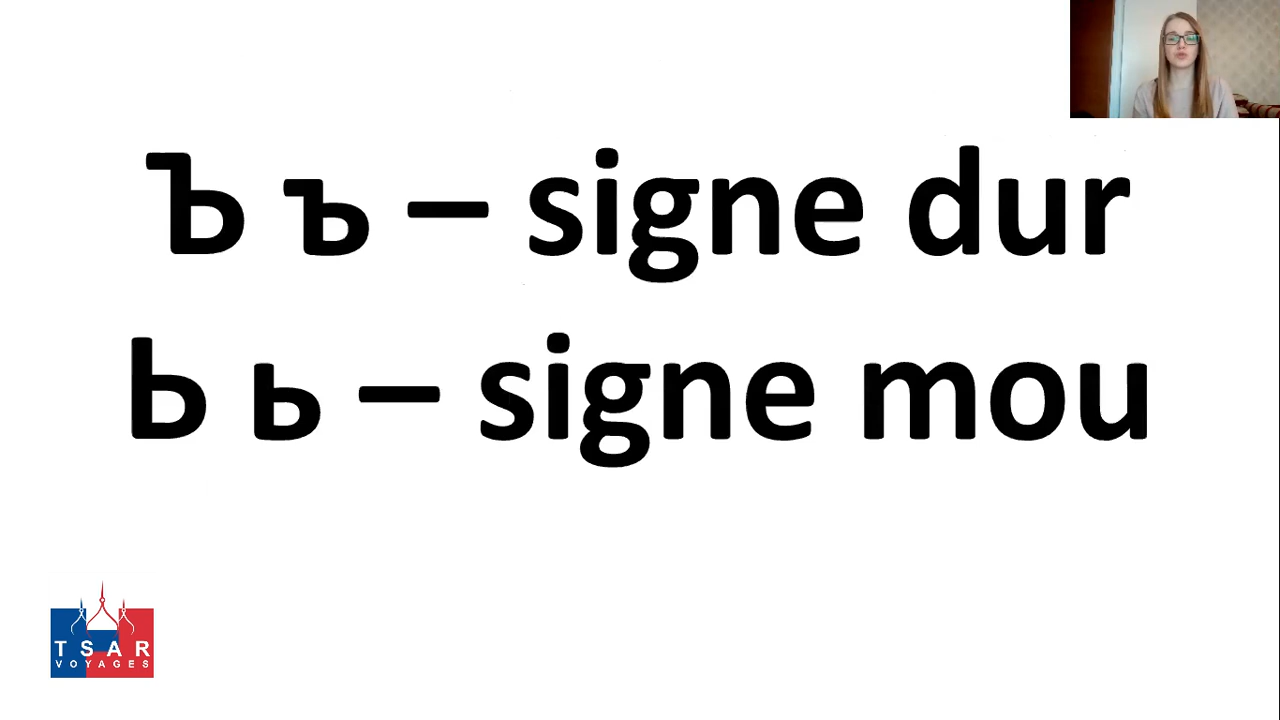 Ъ ъ – signe dur
Ь ь – signe mou
TSAR
VOYAGES